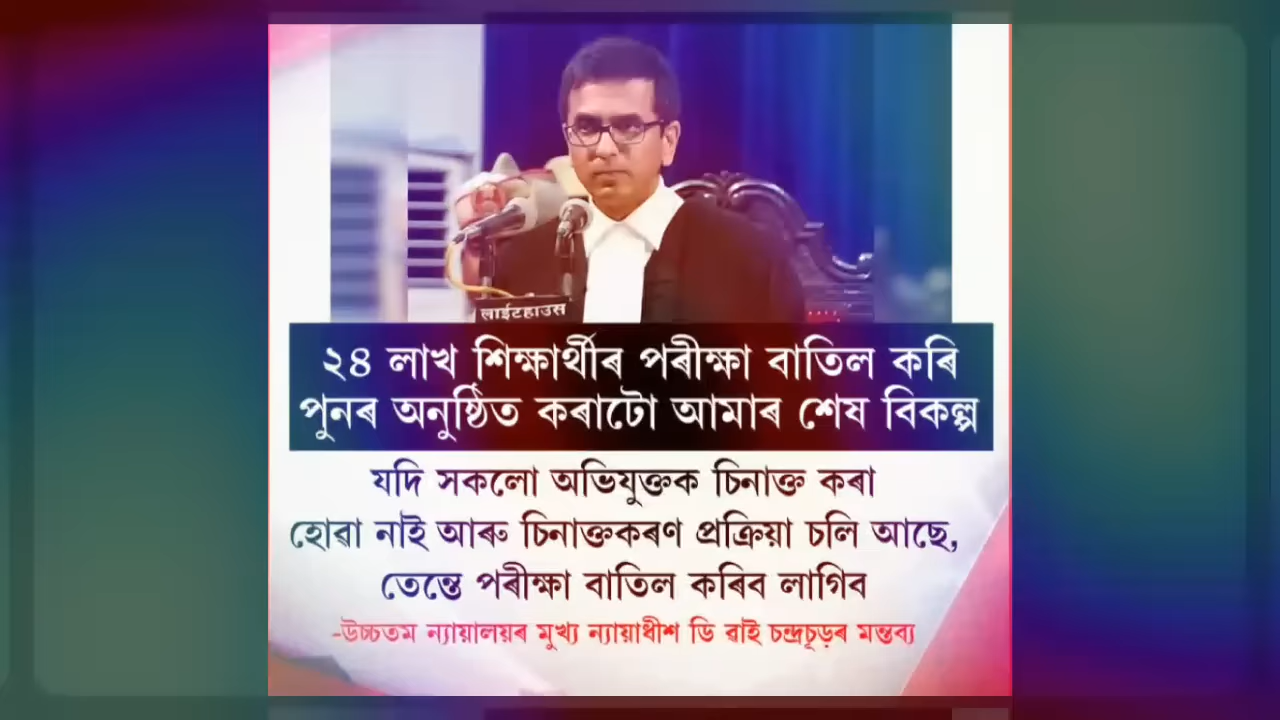 লাইটহাউস
২৪ লাখ শিক্ষাৰ্থীৰ পৰীক্ষা বাতিল কৰি
পুনৰ অনুষ্ঠিত কৰাটো আমাৰ শেষ বিকল্প
যদি সকলো অভিযুক্তক চিনাক্ত কৰা
হোৱা নাই আৰু চিনাক্তকৰণ প্ৰক্ৰিয়া চলি আছে,
তেন্তে পৰীক্ষা বাতিল কৰিব লাগিব
-উচ্চতম ন্যায়ালয়ৰ মুখ্য ন্যায়াধীশ ডি ৱাই চন্দ্ৰচূড়ৰ মন্তব্য